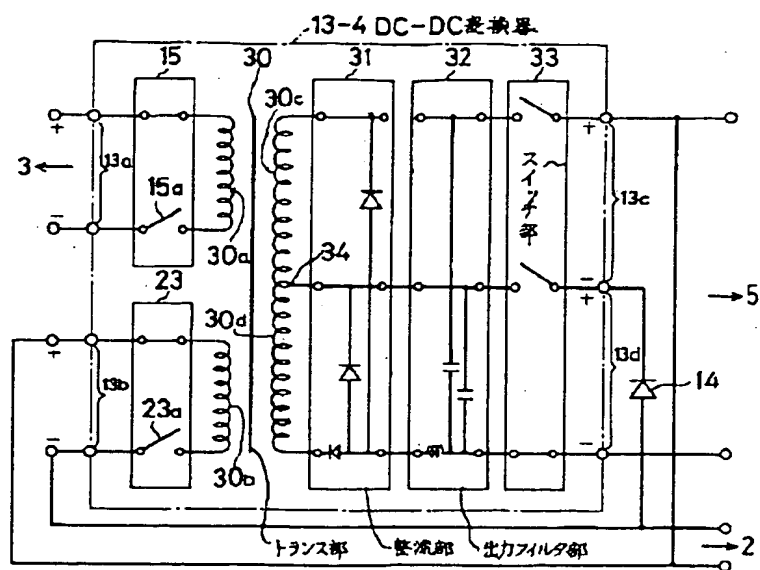 13-4 DC-DC変換器
15
30
31
32
33
30c
+
+
3
13a
15a
スイッチ部
13c
−
30a
34
−
+
5
23
30d
+
13b
23a
13d
14
−
30b
−
トランス部
整流部
出力フィルタ部
2